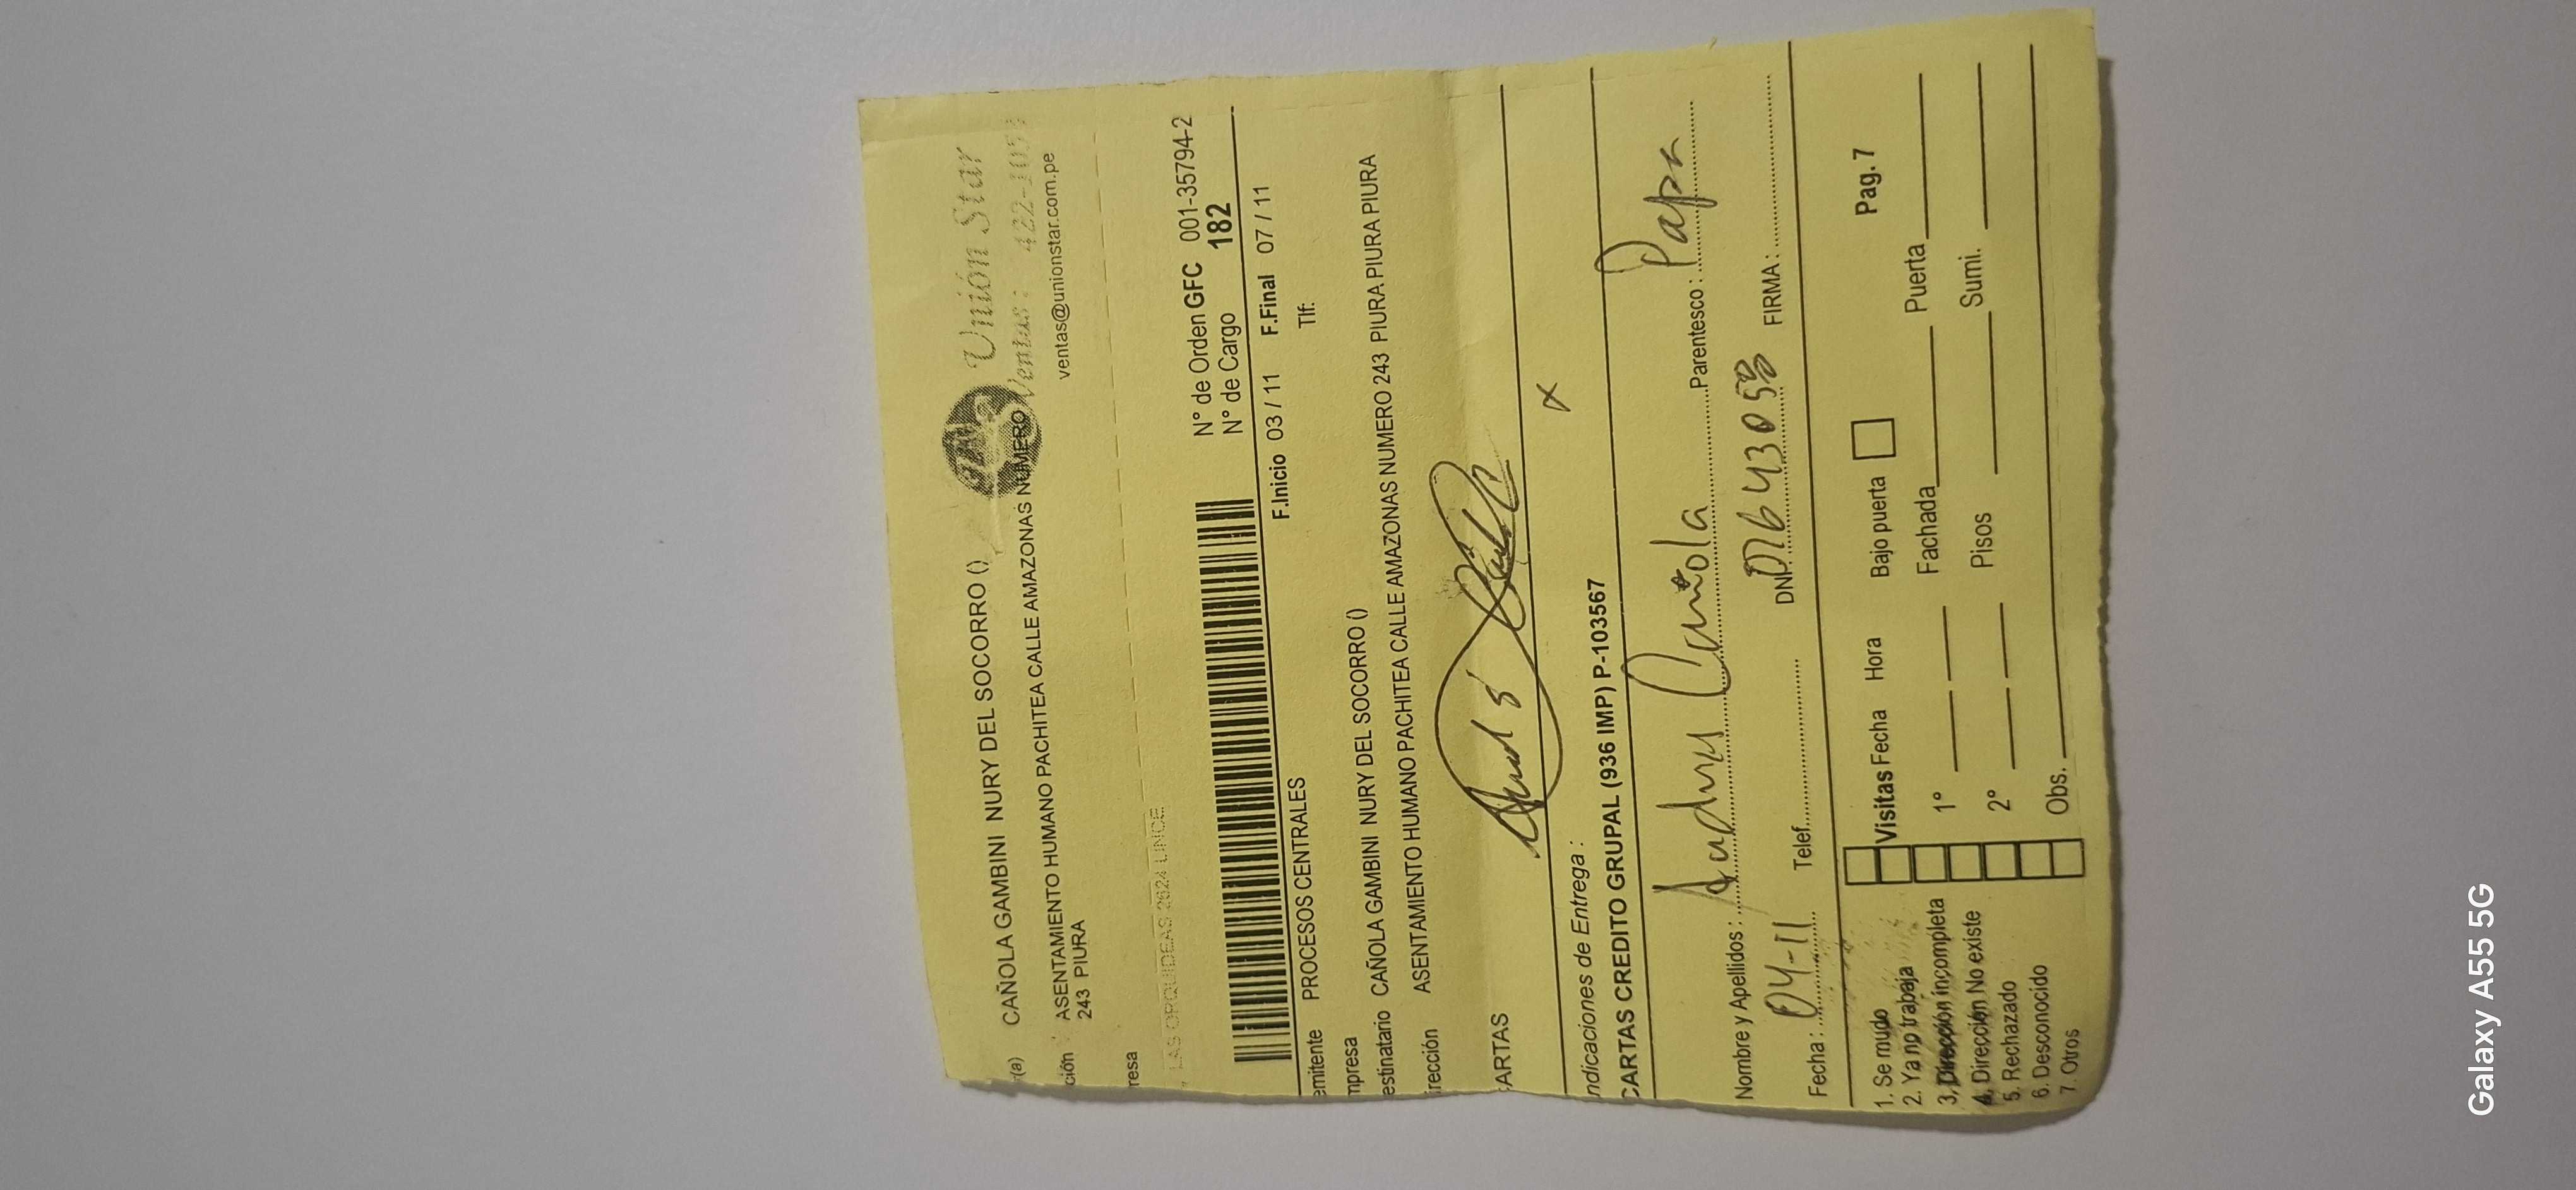 Unión Star
Ventas: 422-105
ventas@unionstar.com.pe
r(a) CAÑOLA GAMBINI NURY DEL SOCORRO ()
ción ASENTAMIENTO HUMANO PACHITEA CALLE AMAZONAS NUMERO
243 PIURA
resa
LAS ORQUIDEAS 2624 LINCE
N° de Orden GFC 001-35794-2
N° de Cargo 182
F.Inicio 03 / 11 F.Final 07 / 11
emitente PROCESOS CENTRALES Tlf:
npresa
estinatario CAÑOLA GAMBINI NURY DEL SOCORRO ()
rección ASENTAMIENTO HUMANO PACHITEA CALLE AMAZONAS NUMERO 243 PIURA PIURA PIURA
ARTAS
ndicaciones de Entrega :
CARTAS CREDITO GRUPAL (936 IMP) P-103567
Nombre y Apellidos : Cañola Parentesco : Papa
Fecha : 04-11 Telef. DNI. FIRMA :
1. Se mudo
2. Ya no trabaja
3. Dirección incompleta
4. Dirección No existe
5. Rechazado
6. Desconocido
7. Otros
Visitas Fecha Hora Bajo puerta Pag. 7
1° Fachada Puerta
2° Pisos Sumi.
Obs.
Galaxy A55 5G